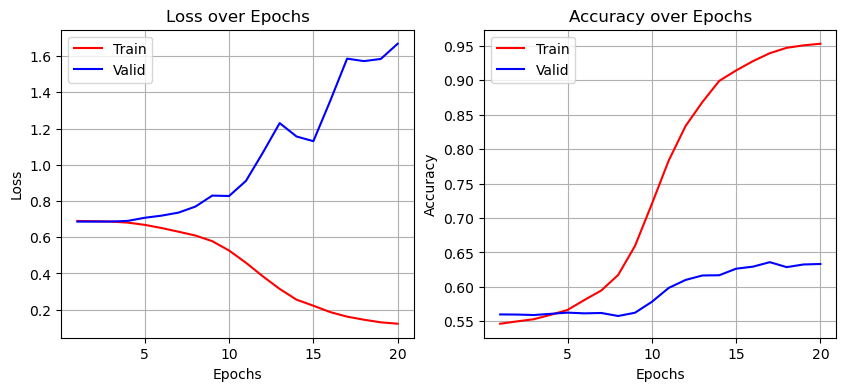 Loss over Epochs
Train
Valid
1.6
1.4
1.2
1.0
0.8
0.6
0.4
0.2
Loss
5
10
15
20
Epochs
Accuracy over Epochs
Train
Valid
0.95
0.90
0.85
0.80
0.75
0.70
0.65
0.60
0.55
Accuracy
5
10
15
20
Epochs